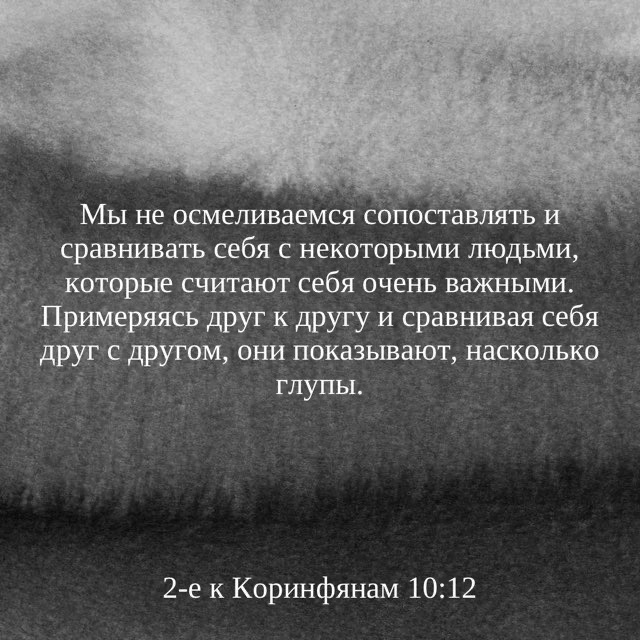 Мы не осмеливаемся сопоставлять и
сравнивать себя с некоторыми людьми,
которые считают себя очень важными.
Примеряясь друг к другу и сравнивая себя
друг с другом, они показывают, насколько
глупы.
2-е к Коринфянам 10:12